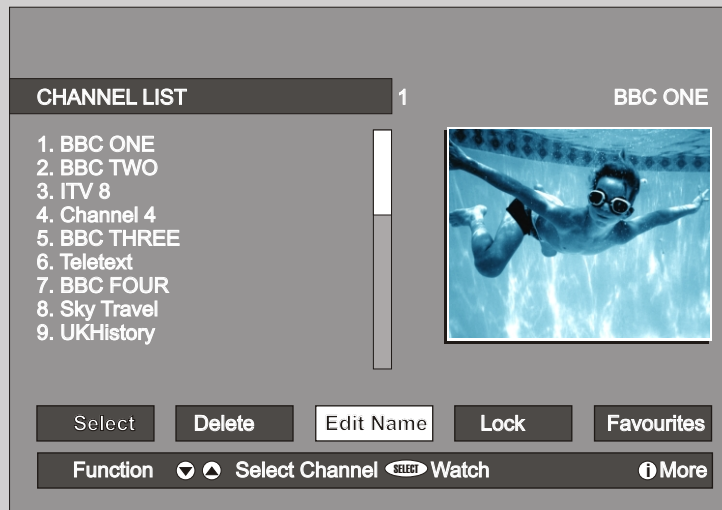 CHANNEL LIST 1 BBC ONE
1. BBC ONE
2. BBC TWO
3. ITV 8
4. Channel 4
5. BBC THREE
6. Teletext
7. BBC FOUR
8. Sky Travel
9. UKHistory
Select Delete Edit Name Lock Favourites
Function Select Channel SELECT Watch i More